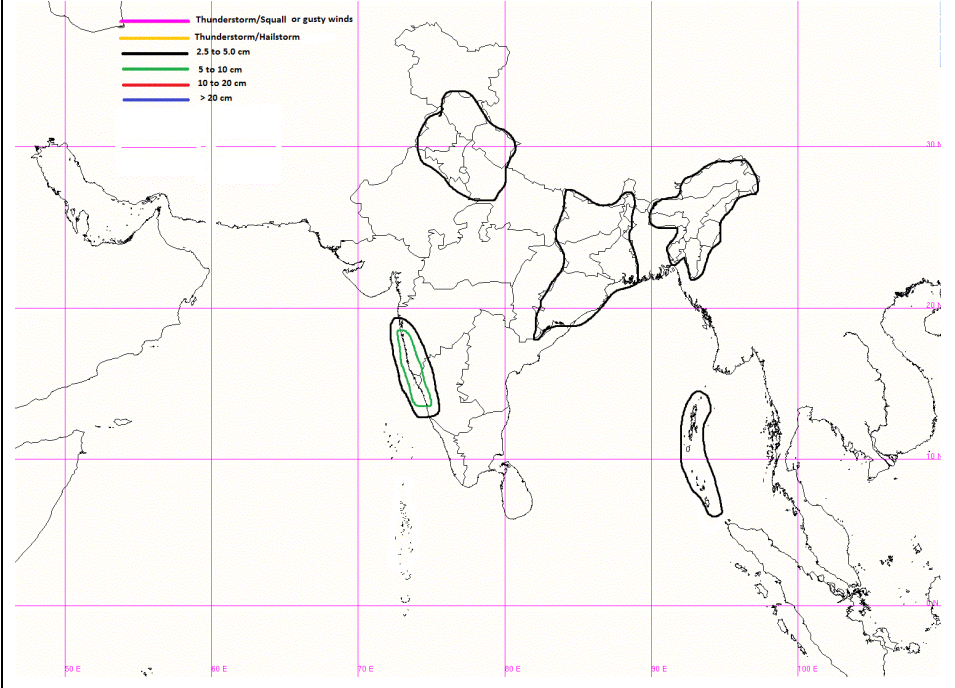 Thunderstorm/Squall or gusty winds
Thunderstorm/Hailstorm
2.5 to 5.0 cm
5 to 10 cm
10 to 20 cm
> 20 cm
30 N
20 N
10 N
0 N
50 E
60 E
70 E
80 E
90 E
100 E